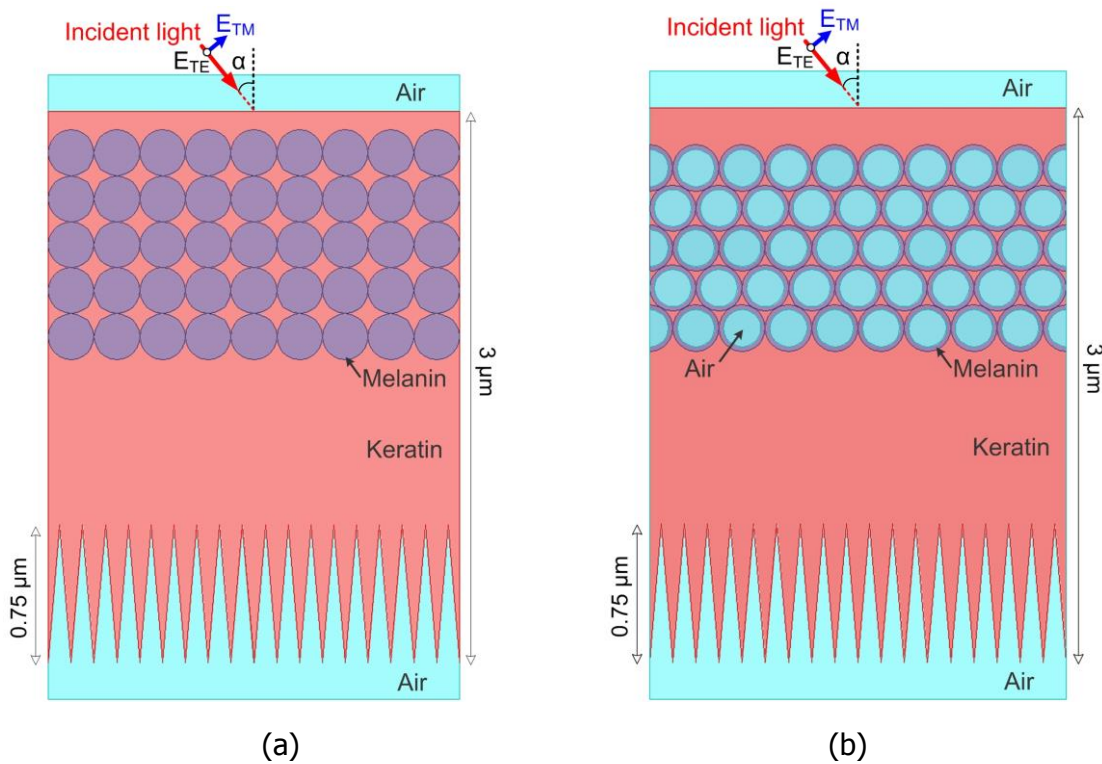 Incident light
E_TM
E_TE
α
Air
Melanin
Keratin
3 μm
0.75 μm
Air
(a)
Incident light
E_TM
E_TE
α
Air
Air
Melanin
Keratin
3 μm
0.75 μm
Air
(b)